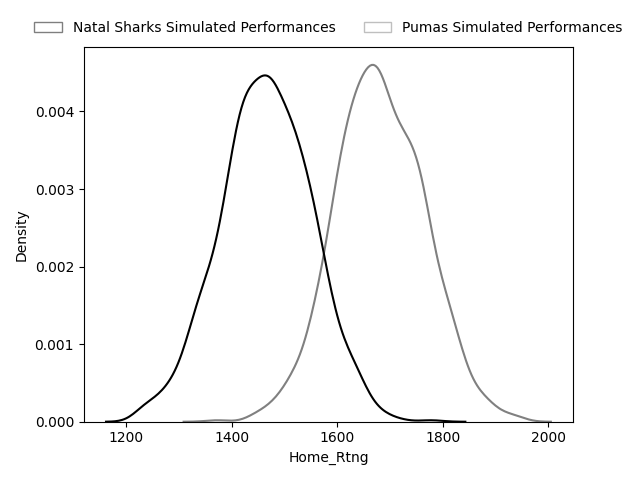 Natal Sharks Simulated Performances Pumas Simulated Performances
0.004
0.003
0.002
0.001
0.000
Density
1200 1400 1600 1800 2000
Home_Rtng